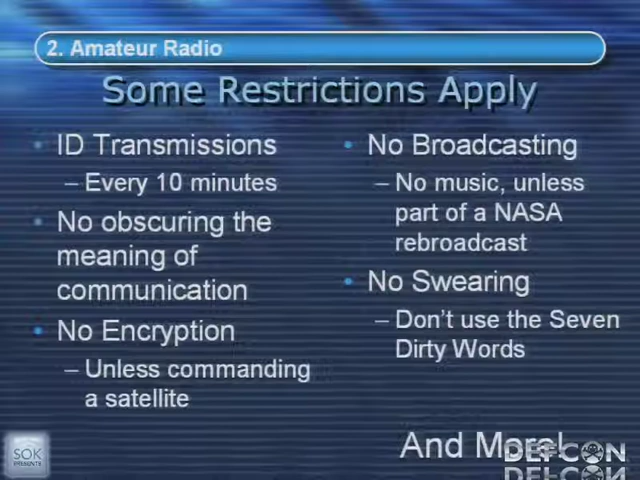 2. Amateur Radio
Some Restrictions Apply
• ID Transmissions
– Every 10 minutes
• No obscuring the
meaning of
communication
• No Encryption
– Unless commanding
a satellite
• No Broadcasting
– No music, unless
part of a NASA
rebroadcast
• No Swearing
– Don't use the Seven
Dirty Words
And More!
SOK
PRESENTS
DEFCON